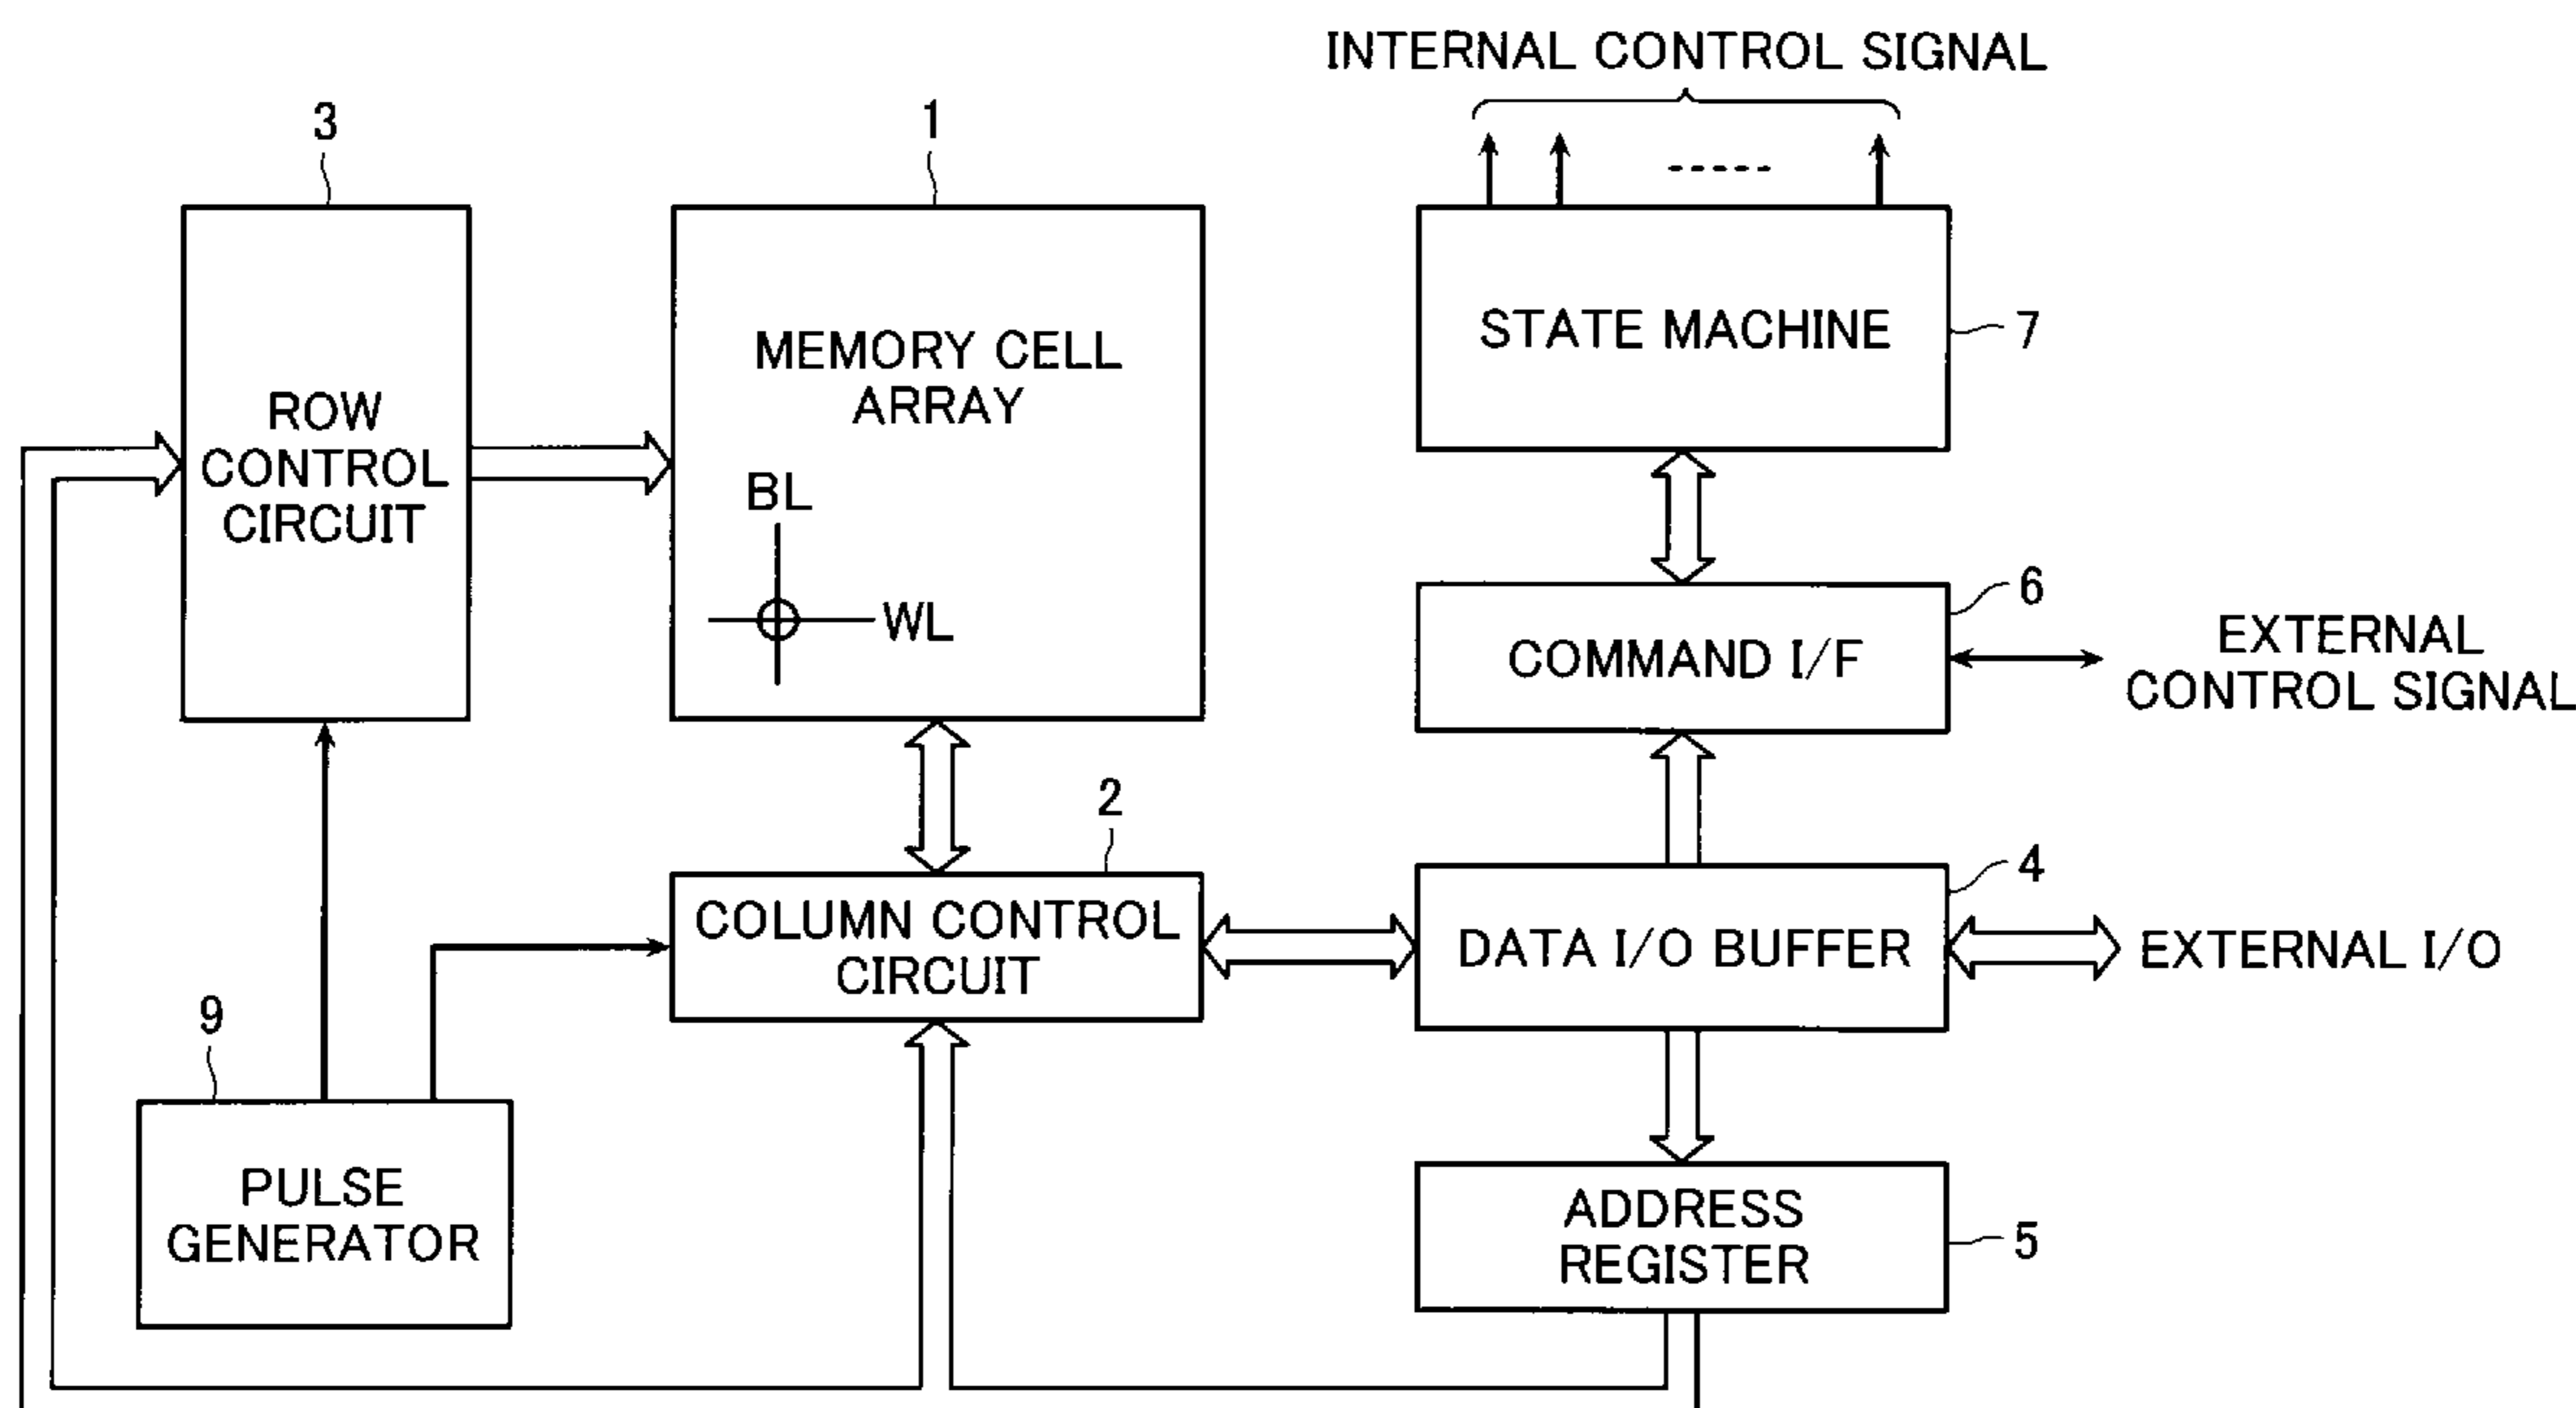 INTERNAL CONTROL SIGNAL
3
1
ROW
CONTROL
CIRCUIT
MEMORY CELL
ARRAY
BL
WL
STATE MACHINE
7
6
COMMAND I/F
EXTERNAL
CONTROL SIGNAL
2
COLUMN CONTROL
CIRCUIT
4
DATA I/O BUFFER
EXTERNAL I/O
9
PULSE
GENERATOR
ADDRESS
REGISTER
5